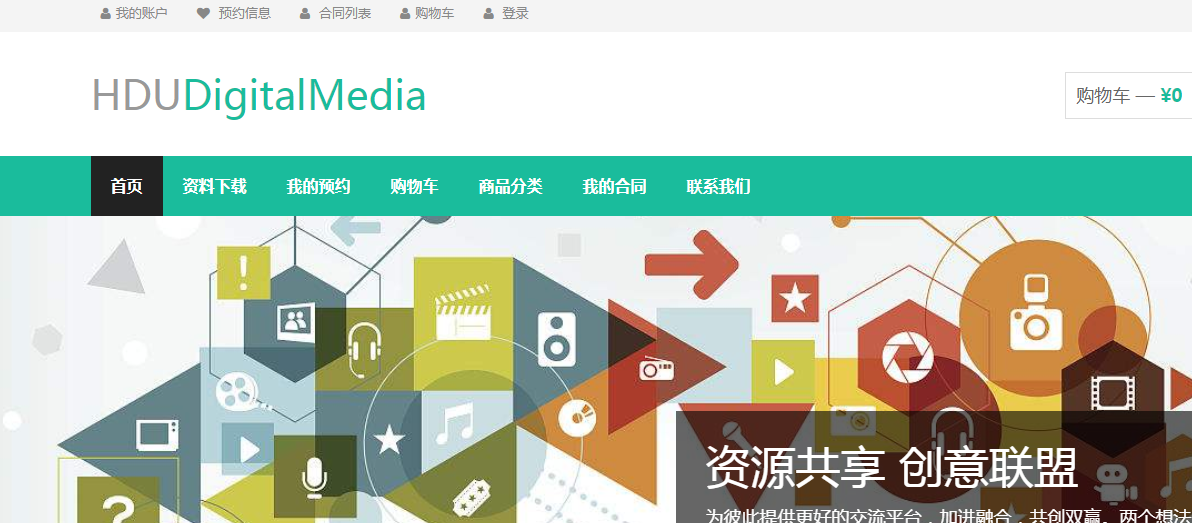 我的账户 预约信息 合同列表 购物车 登录
HDUDigitalMedia
购物车 — ¥0
首页 资料下载 我的预约 购物车 商品分类 我的合同 联系我们
资源共享 创意联盟
为彼此提供更好的交流平台，加进融合，共创双赢，两个想法